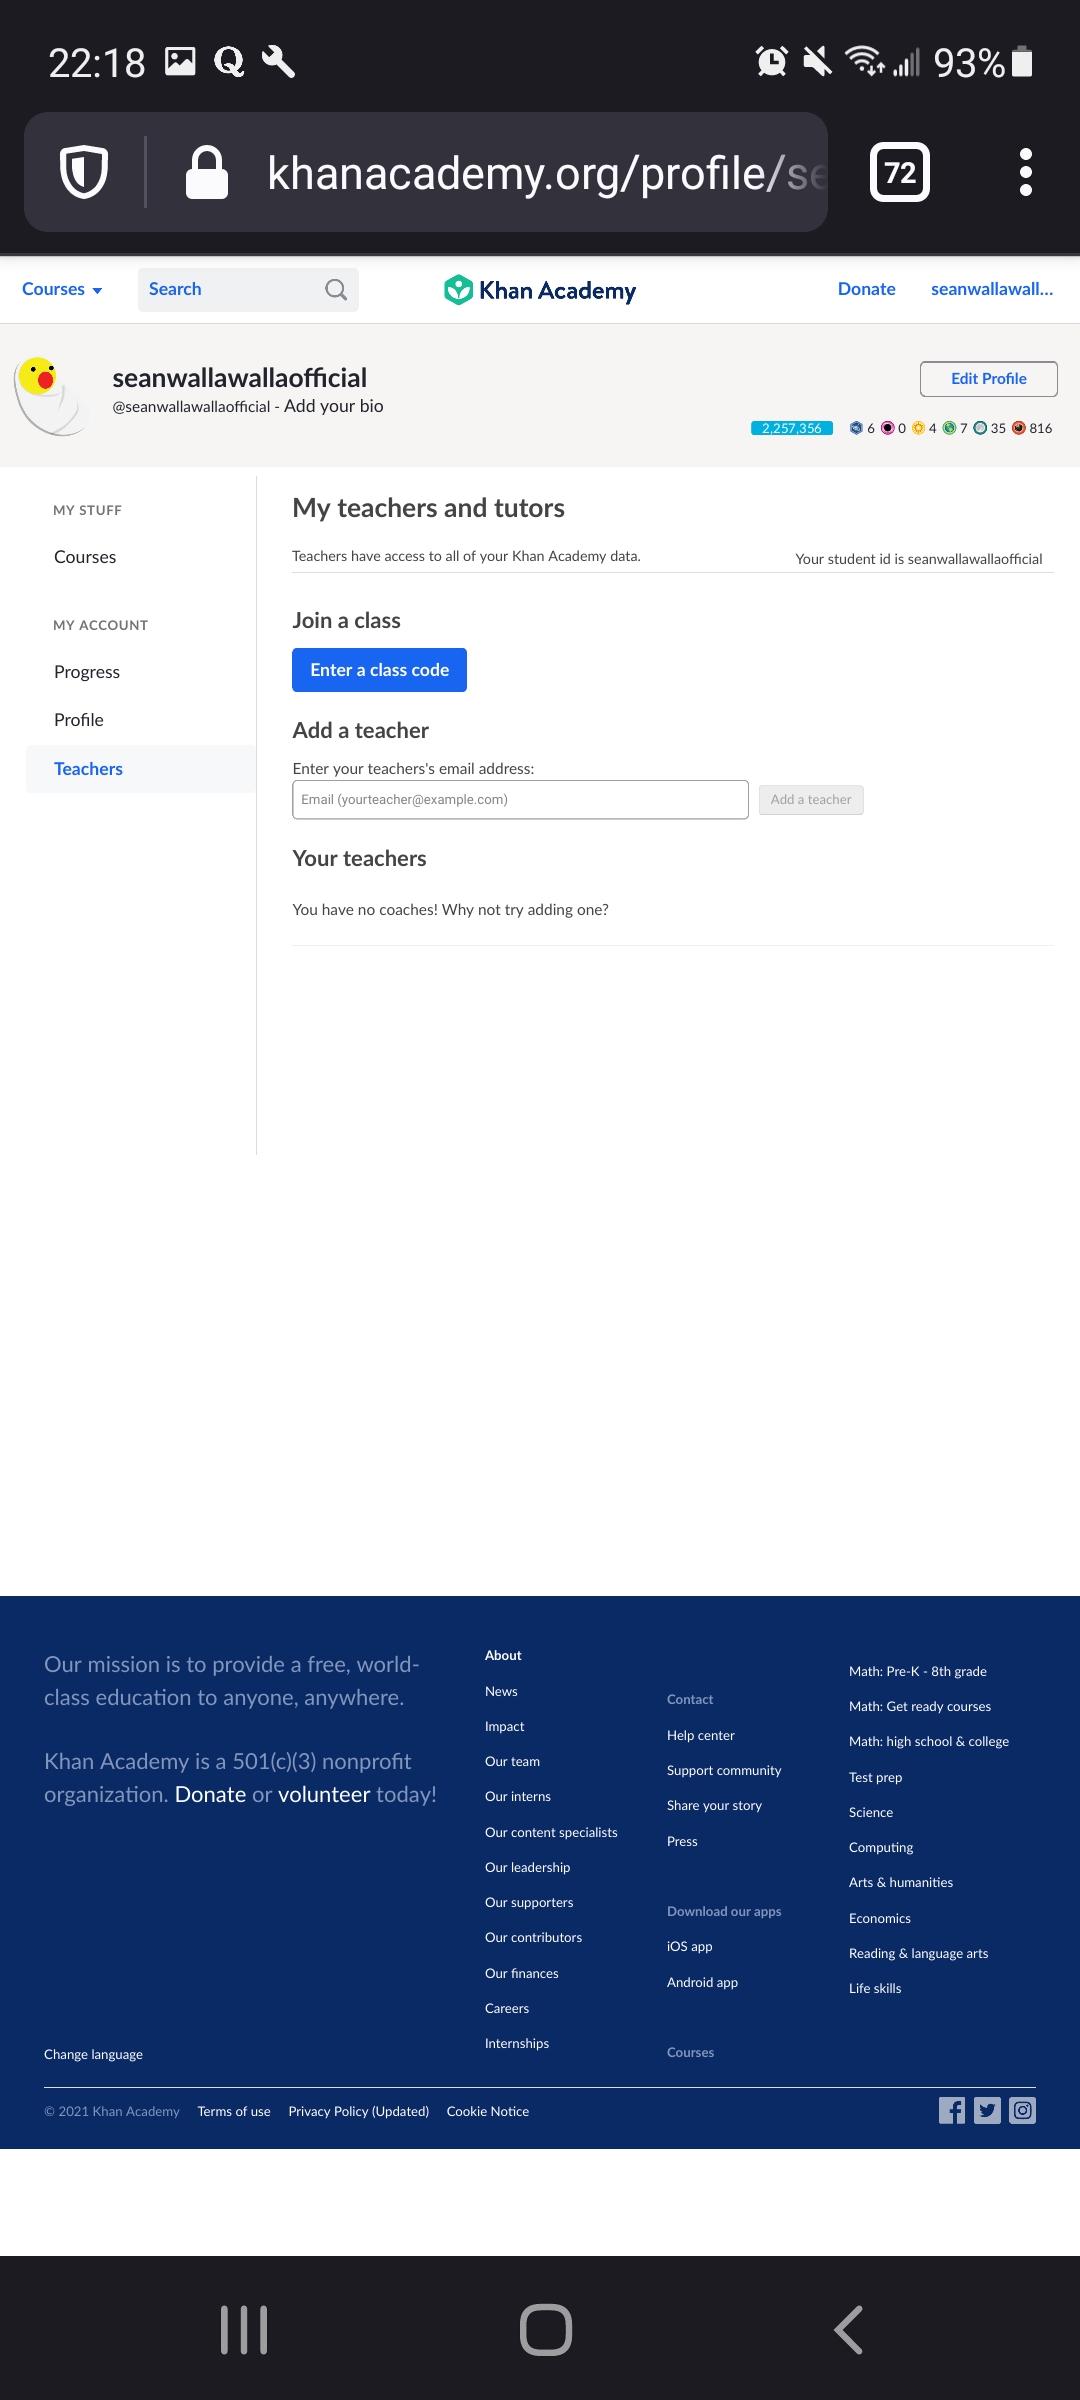 22:18
93%
khanacademy.org/profile/se
72
Courses
Search
Khan Academy
Donate
seanwallawall...
seanwallawallaofficial
@seanwallawallaofficial - Add your bio
Edit Profile
2,257,356 6 0 4 7 35 816
MY STUFF
Courses
MY ACCOUNT
Progress
Profile
Teachers
My teachers and tutors
Teachers have access to all of your Khan Academy data.
Your student id is seanwallawallaofficial
Join a class
Enter a class code
Add a teacher
Enter your teachers's email address:
Email (yourteacher@example.com)
Add a teacher
Your teachers
You have no coaches! Why not try adding one?
Our mission is to provide a free, world-
class education to anyone, anywhere.
Khan Academy is a 501(c)(3) nonprofit
organization. Donate or volunteer today!
About
News
Impact
Our team
Our interns
Our content specialists
Our leadership
Our supporters
Our contributors
Our finances
Careers
Internships
Contact
Help center
Support community
Share your story
Press
Download our apps
iOS app
Android app
Courses
Math: Pre-K - 8th grade
Math: Get ready courses
Math: high school & college
Test prep
Science
Computing
Arts & humanities
Economics
Reading & language arts
Life skills
Change language
© 2021 Khan Academy
Terms of use
Privacy Policy (Updated)
Cookie Notice